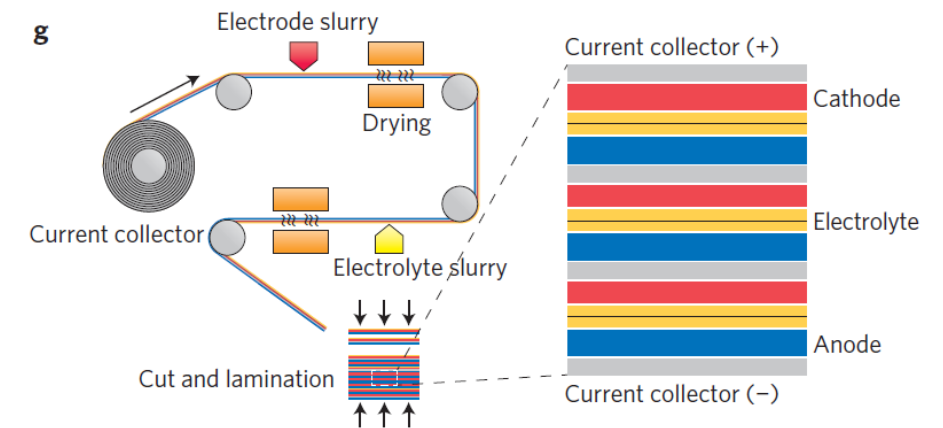 g
Electrode slurry
Drying
Current collector
Electrolyte slurry
Cut and lamination
Current collector (+)
Cathode
Electrolyte
Anode
Current collector (−)